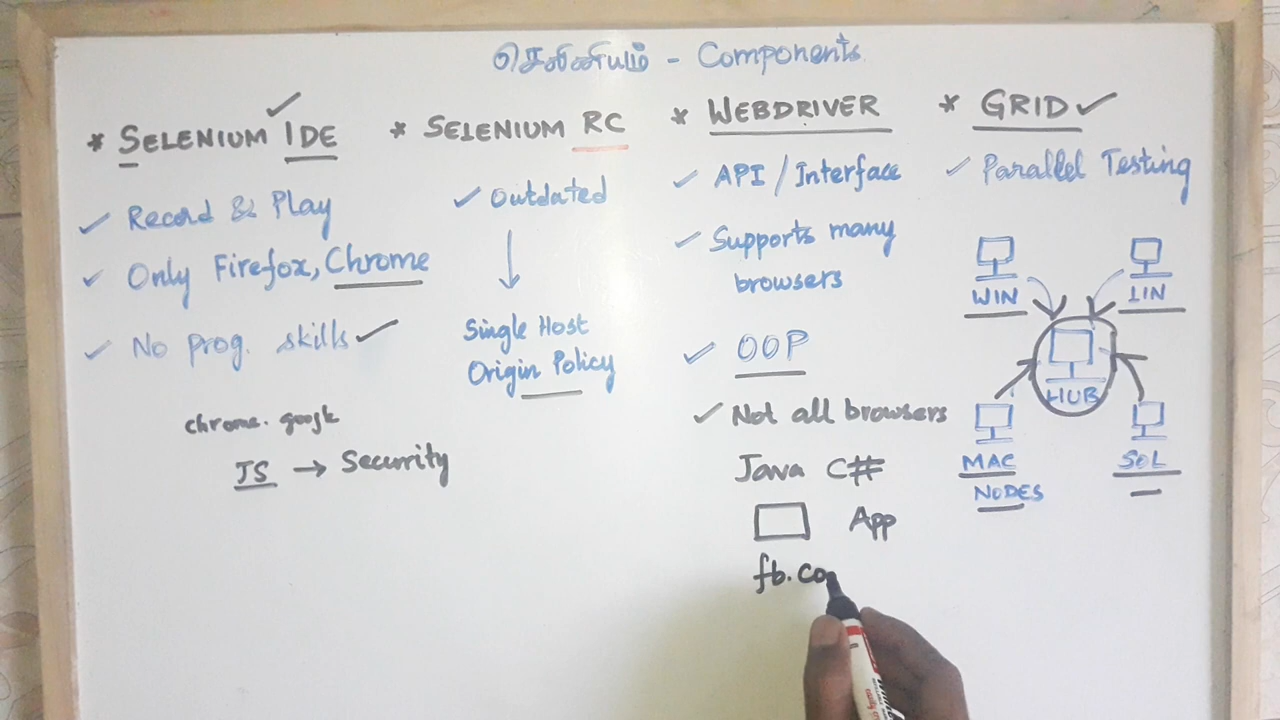 செலினியம் - Components
* SELENIUM IDE
Record & Play
Only Firefox, Chrome
No prog. skills
chrome. google
JS → Security
* SELENIUM RC
Outdated
Single Host
Origin Policy
* WEBDRIVER
API / Interface
Supports many
browsers
OOP
Not all browsers
Java C#
App
fb.co
* GRID
Parallel Testing
WIN
LIN
HUB
MAC
SOL
NODES